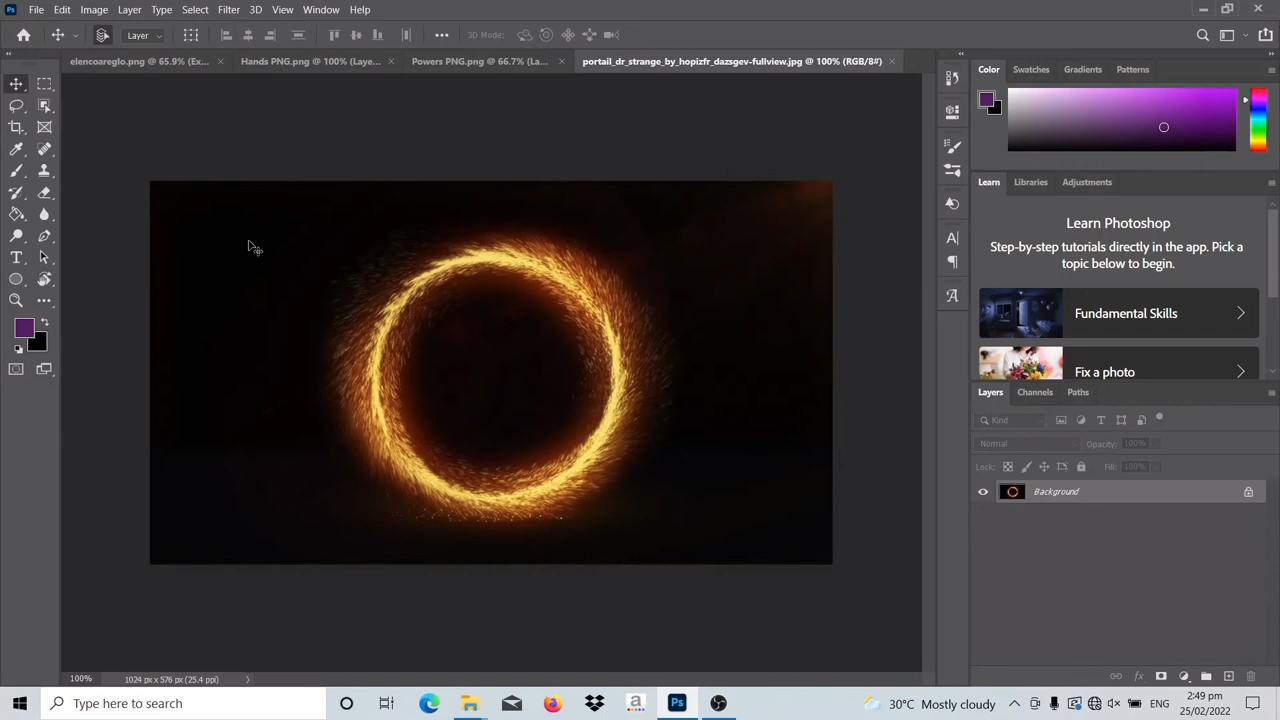 Ps File Edit Image Layer Type Select Filter 3D View Window Help
Layer 3D Mode:
elencoareglo.png @ 65.9% (Ex...
Hands PNG.png @ 100% (Laye...
Powers PNG.png @ 66.7% (La...
portail_dr_strange_by_hopizfr_dazsgev-fullview.jpg @ 100% (RGB/8#)
Color Swatches Gradients Patterns
Learn Libraries Adjustments
Learn Photoshop
Step-by-step tutorials directly in the app. Pick a
topic below to begin.
Fundamental Skills
Fix a photo
Layers Channels Paths
Kind
Normal Opacity: 100%
Lock: Fill: 100%
Background
100% 1024 px x 576 px (25.4 ppi)
Type here to search
a
Ps
30°C Mostly cloudy
ENG
2:49 pm
25/02/2022